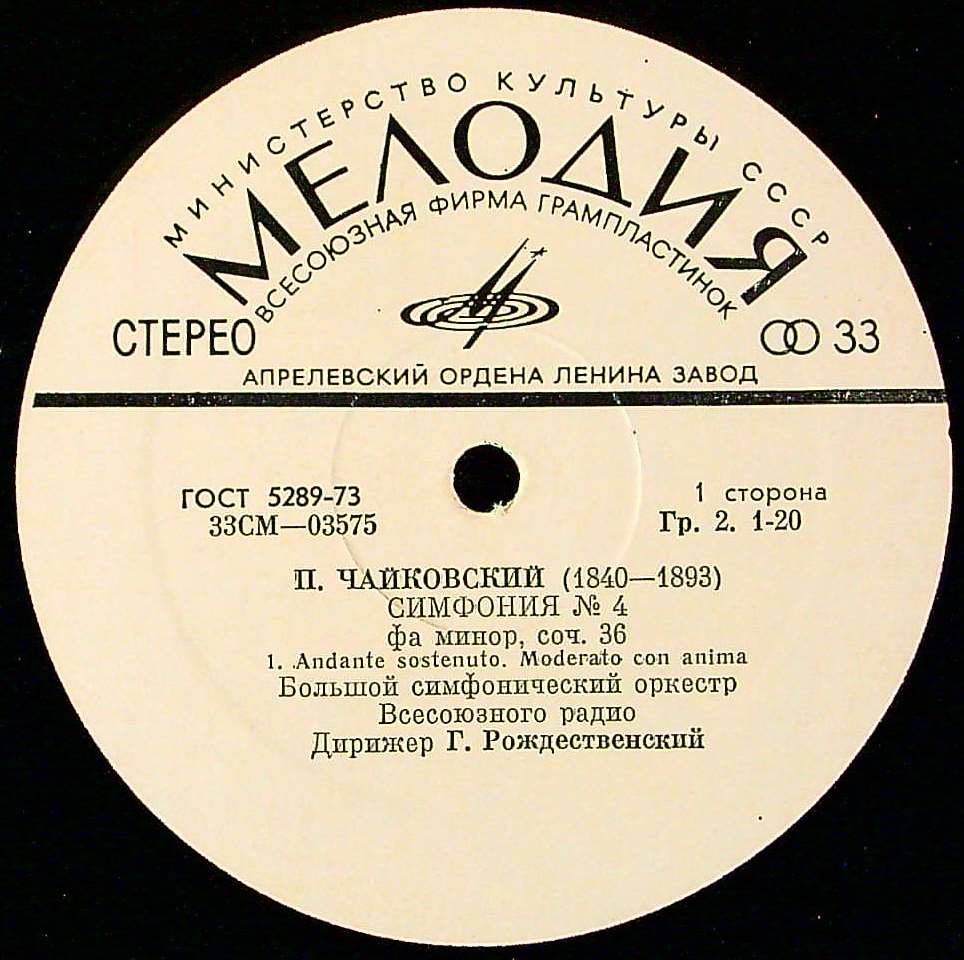 МИНИСТЕРСТВО КУЛЬТУРЫ СССР
МЕЛОДИЯ
ВСЕСОЮЗНАЯ ФИРМА ГРАМПЛАСТИНОК
СТЕРЕО
33
АПРЕЛЕВСКИЙ ОРДЕНА ЛЕНИНА ЗАВОД
ГОСТ 5289-73
33СМ—03575
1 сторона
Гр. 2. 1-20
П. ЧАЙКОВСКИЙ (1840—1893)
СИМФОНИЯ № 4
фа минор, соч. 36
1. Andante sostenuto. Moderato con anima
Большой симфонический оркестр
Всесоюзного радио
Дирижер Г. Рождественский